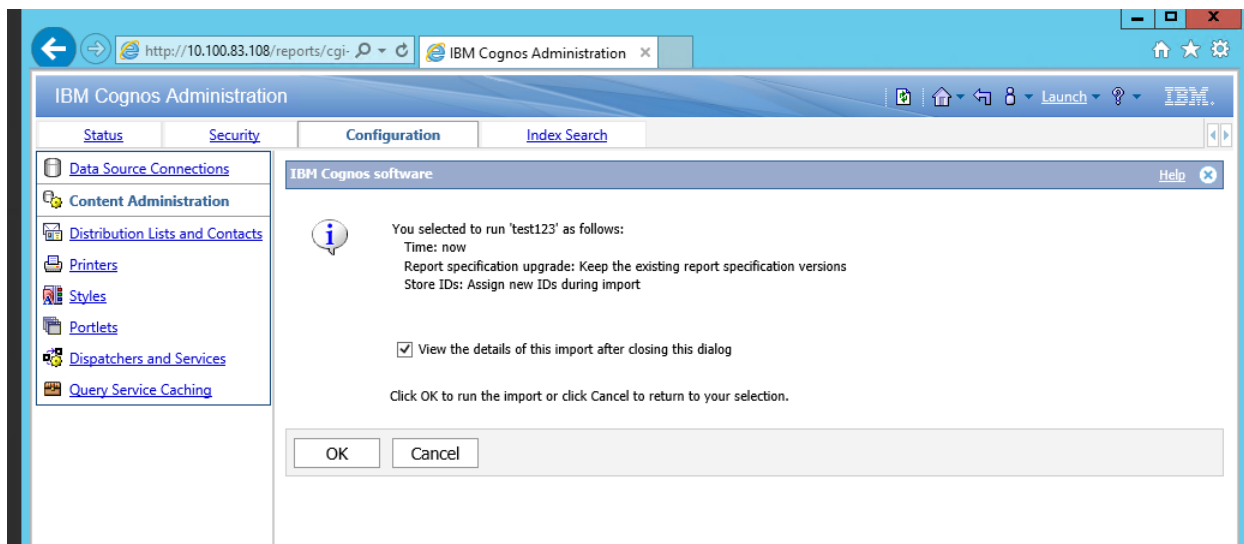 http://10.100.83.108/reports/cgi-
IBM Cognos Administration
IBM Cognos Administration
Launch
IBM.
Status
Security
Configuration
Index Search
Data Source Connections
Content Administration
Distribution Lists and Contacts
Printers
Styles
Portlets
Dispatchers and Services
Query Service Caching
IBM Cognos software
Help
You selected to run 'test123' as follows:
Time: now
Report specification upgrade: Keep the existing report specification versions
Store IDs: Assign new IDs during import
View the details of this import after closing this dialog
Click OK to run the import or click Cancel to return to your selection.
OK
Cancel